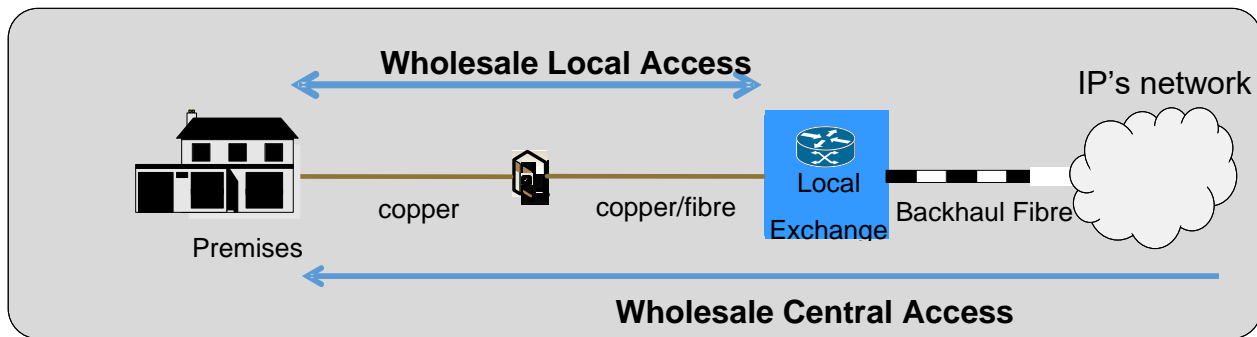 Wholesale Local Access
IP’s network
Local
Exchange
copper
copper/fibre
Backhaul Fibre
Premises
Wholesale Central Access